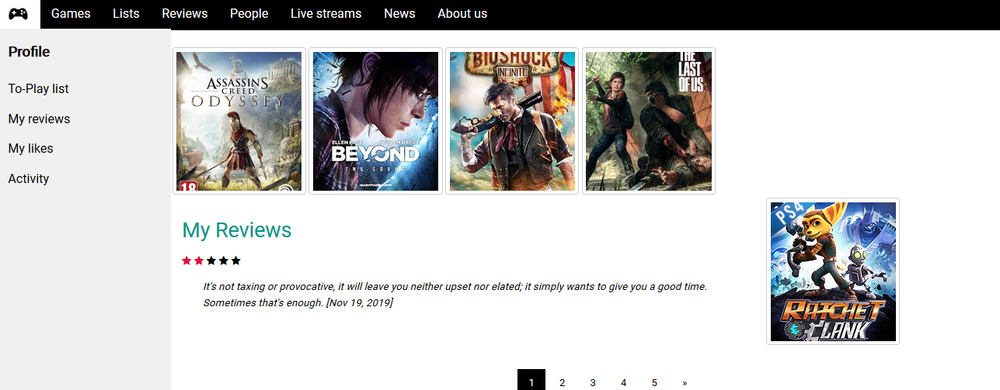 Games Lists Reviews People Live streams News About us
Profile
To-Play list
My reviews
My likes
Activity
ASSASSIN'S
CREED
ODYSSEY
18
ELLEN PAGE WILLEM DAFOE
BEYOND
TWO SOULS
BIOSHOCK
INFINITE
THE
LAST
OF US
My Reviews
It's not taxing or provocative, it will leave you neither upset nor elated; it simply wants to give you a good time.
Sometimes that's enough. [Nov 19, 2019]
PS4
RATCHET
CLANK
1 2 3 4 5 »